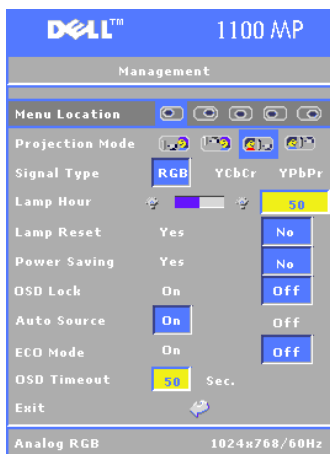 DELL™ 1100 MP
Management
Menu Location
Projection Mode
Signal Type RGB YCbCr YPbPr
Lamp Hour 50
Lamp Reset Yes No
Power Saving Yes No
OSD Lock On Off
Auto Source On Off
ECO Mode On Off
OSD Timeout 50 Sec.
Exit
Analog RGB 1024x768/60Hz